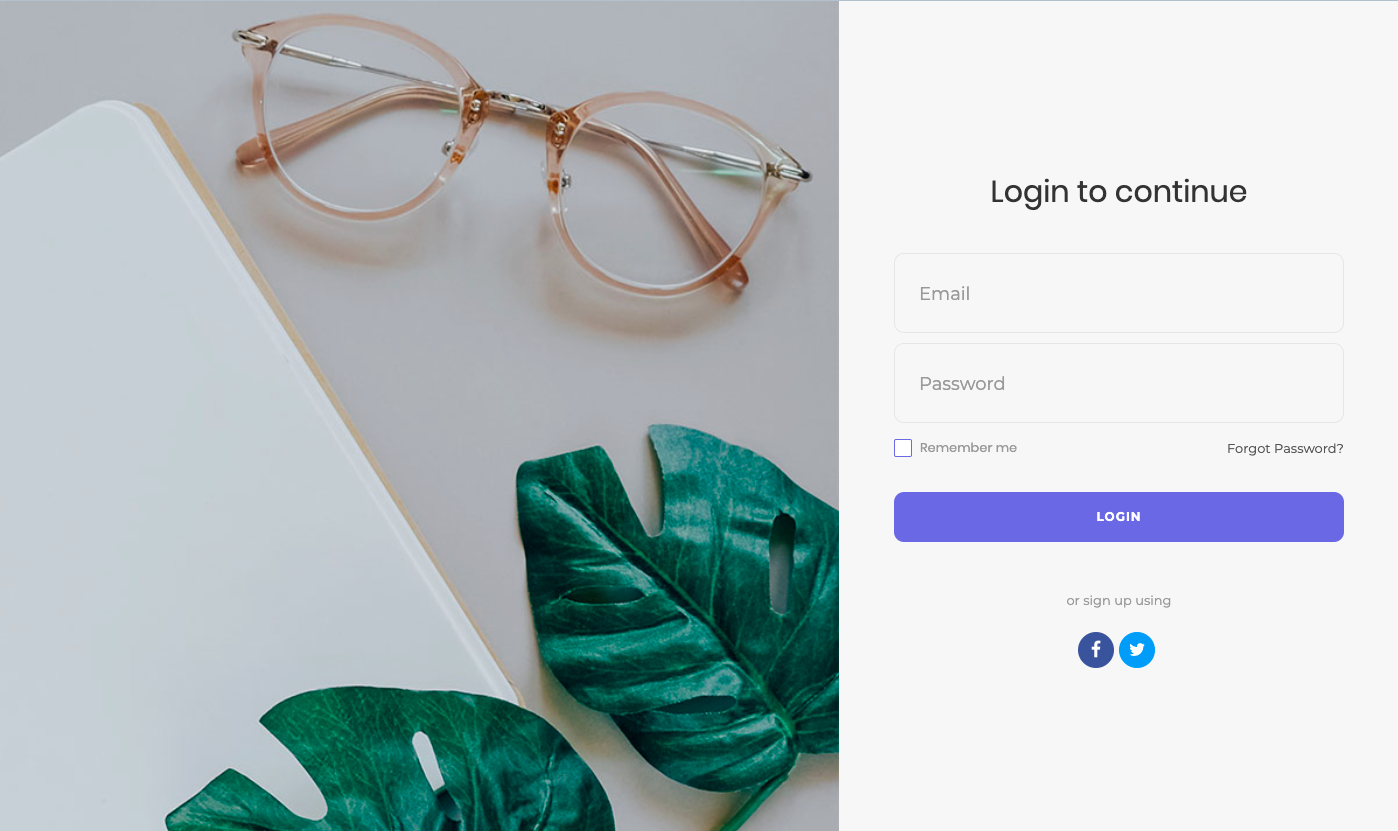 Login to continue
Email
Password
Remember me
Forgot Password?
LOGIN
or sign up using